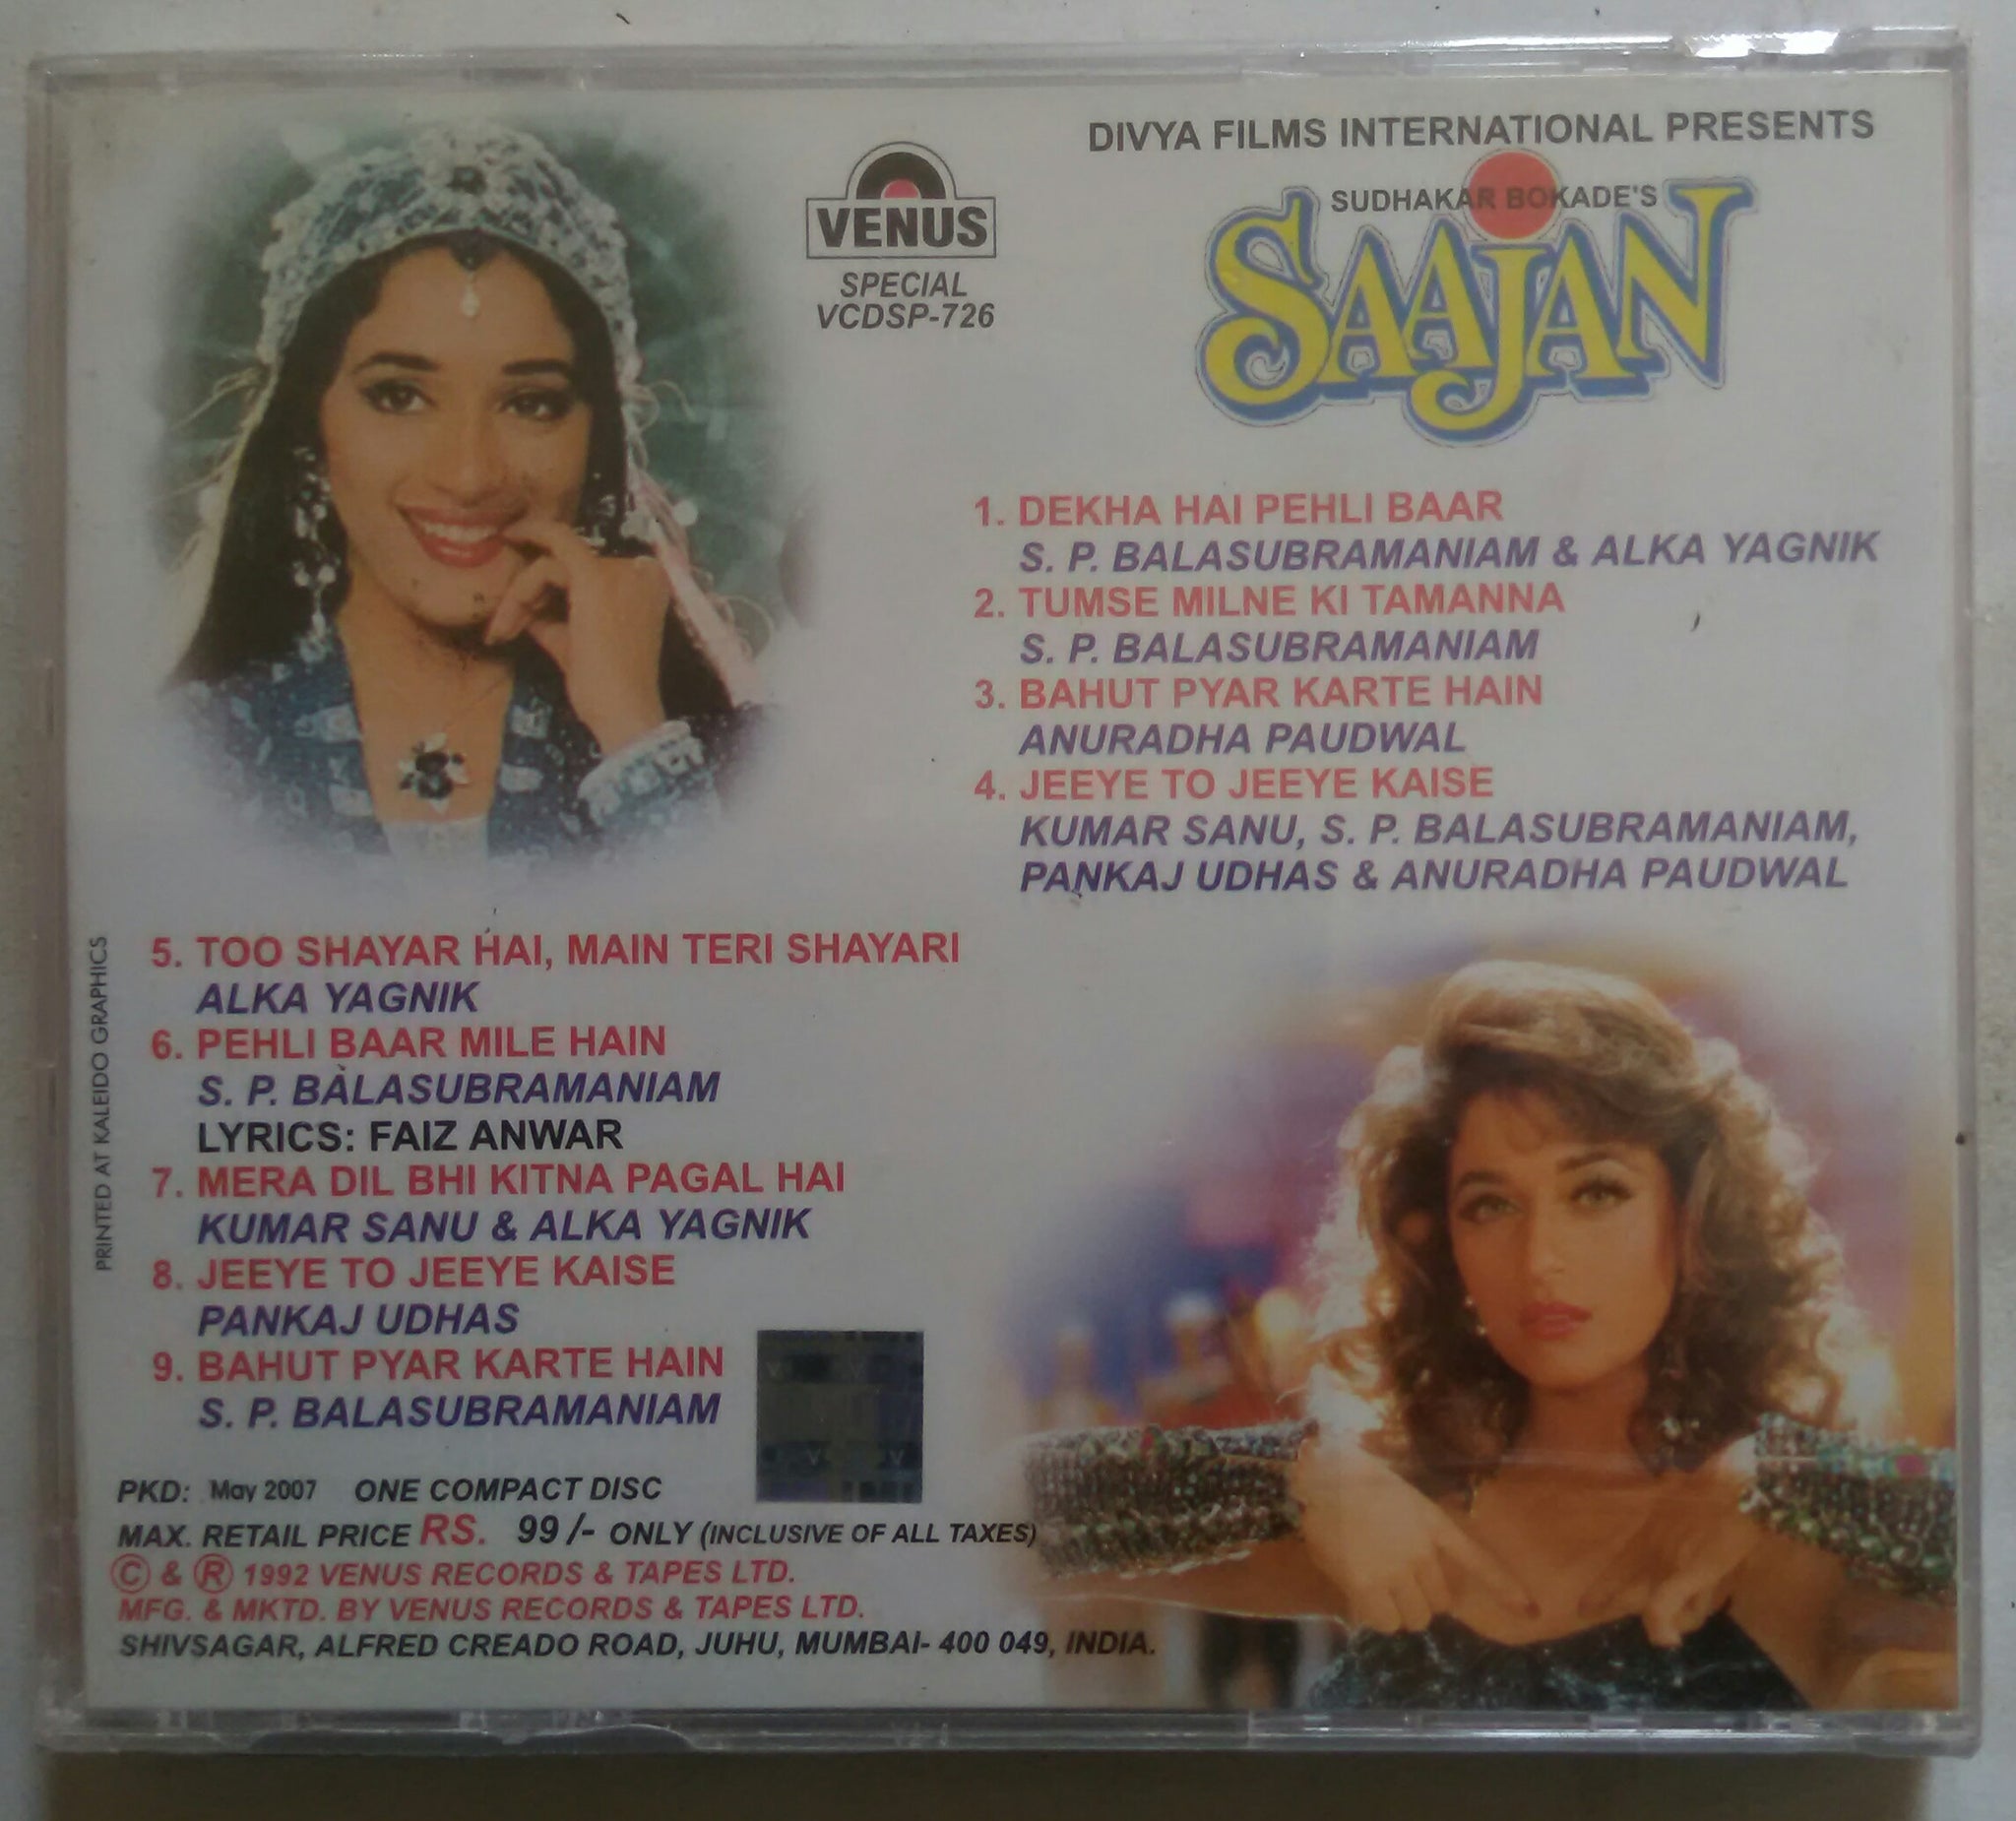 DIVYA FILMS INTERNATIONAL PRESENTS
SUDHAKAR BOKADE'S
SAAJAN
VENUS
SPECIAL
VCDSP-726
1. DEKHA HAI PEHLI BAAR
S. P. BALASUBRAMANIAM & ALKA YAGNIK
2. TUMSE MILNE KI TAMANNA
S. P. BALASUBRAMANIAM
3. BAHUT PYAR KARTE HAIN
ANURADHA PAUDWAL
4. JEEYE TO JEEYE KAISE
KUMAR SANU, S. P. BALASUBRAMANIAM,
PANKAJ UDHAS & ANURADHA PAUDWAL
5. TOO SHAYAR HAI, MAIN TERI SHAYARI
ALKA YAGNIK
6. PEHLI BAAR MILE HAIN
S. P. BALASUBRAMANIAM
LYRICS: FAIZ ANWAR
7. MERA DIL BHI KITNA PAGAL HAI
KUMAR SANU & ALKA YAGNIK
8. JEEYE TO JEEYE KAISE
PANKAJ UDHAS
9. BAHUT PYAR KARTE HAIN
S. P. BALASUBRAMANIAM
PKD: May 2007 ONE COMPACT DISC
MAX. RETAIL PRICE RS. 99/- ONLY (INCLUSIVE OF ALL TAXES)
Ⓒ & Ⓡ 1992 VENUS RECORDS & TAPES LTD.
MFG. & MKTD. BY VENUS RECORDS & TAPES LTD.
SHIVSAGAR, ALFRED CREADO ROAD, JUHU, MUMBAI- 400 049, INDIA.
PRINTED AT KALEIDO GRAPHICS